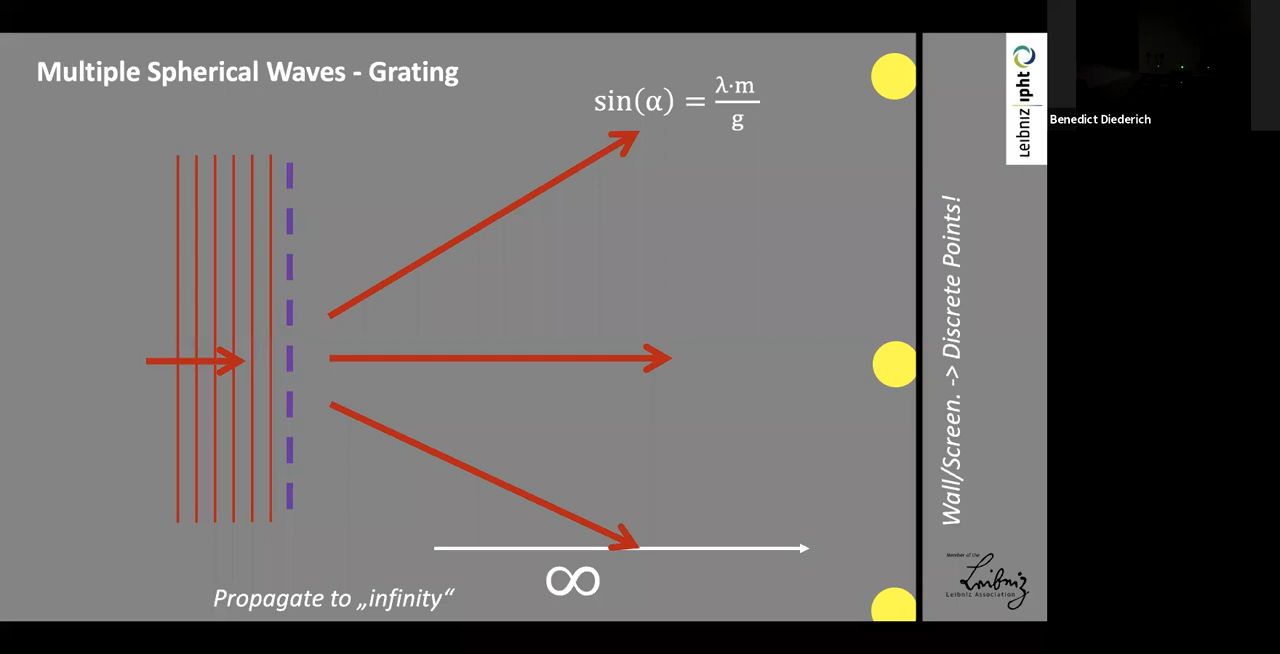 Multiple Spherical Waves - Grating
sin(α) = λ·m / g
Wall/Screen. -> Discrete Points!
∞
Propagate to „infinity“
Leibniz ipht
Member of the
Leibniz
Leibniz Association
Benedict Diederich